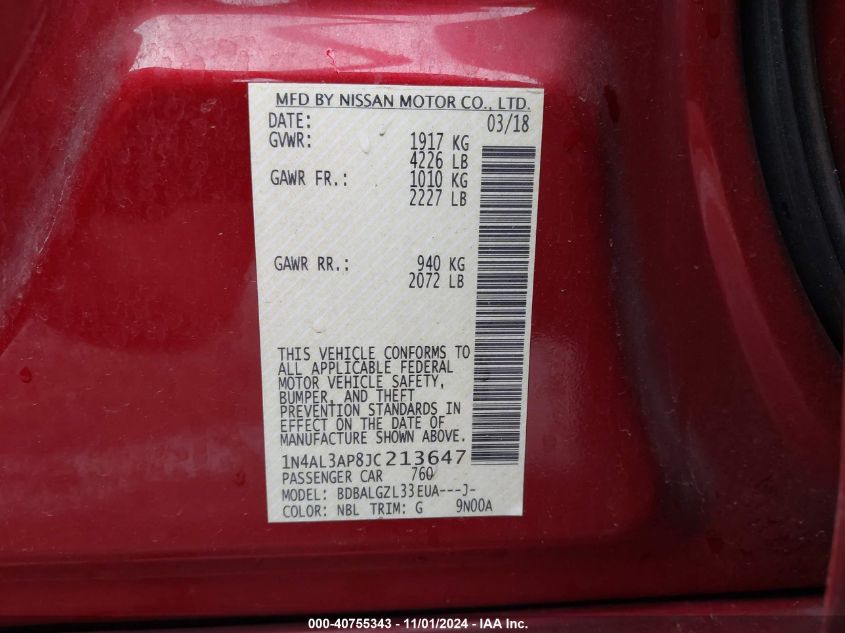 MFD BY NISSAN MOTOR CO., LTD.
DATE: 03/18
GVWR: 1917 KG
4226 LB
GAWR FR.: 1010 KG
2227 LB
GAWR RR.: 940 KG
2072 LB
THIS VEHICLE CONFORMS TO
ALL APPLICABLE FEDERAL
MOTOR VEHICLE SAFETY,
BUMPER, AND THEFT
PREVENTION STANDARDS IN
EFFECT ON THE DATE OF
MANUFACTURE SHOWN ABOVE.
1N4AL3AP8JC213647
PASSENGER CAR 760
MODEL: BDBALGZL33EUA---J-
COLOR: NBL TRIM: G 9N00A
000-40755343 - 11/01/2024 - IAA Inc.